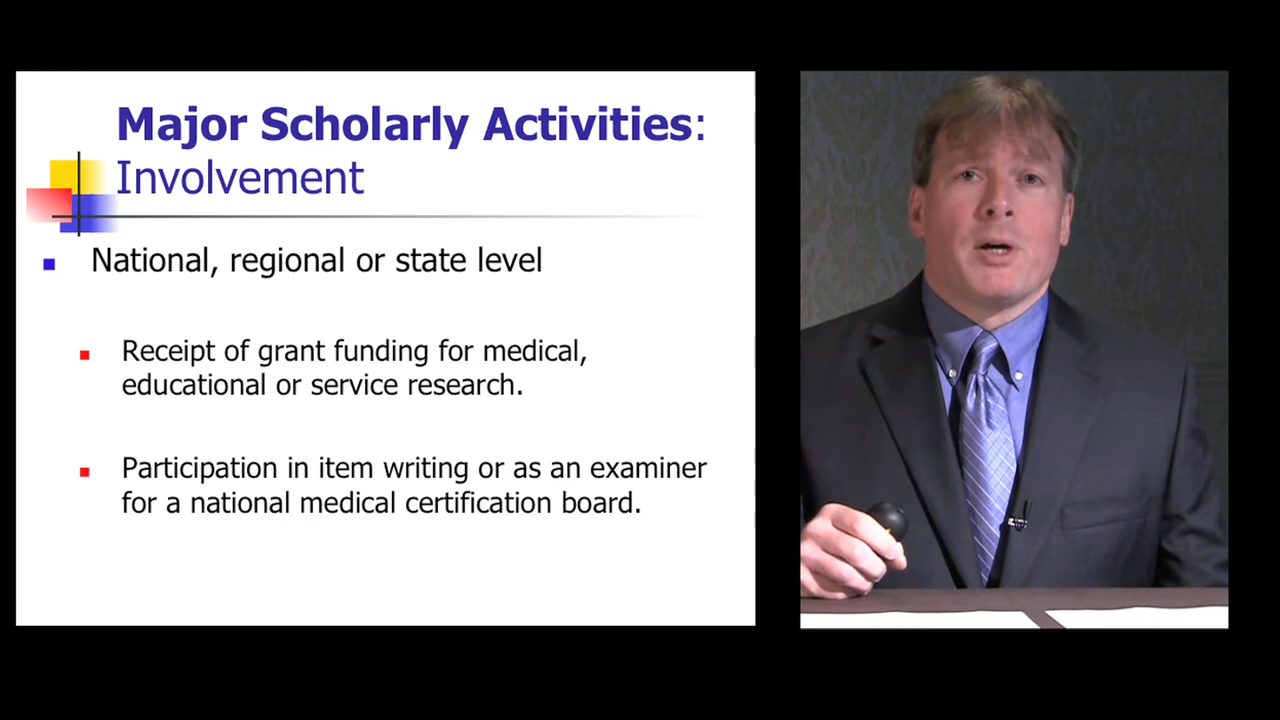 Major Scholarly Activities:
Involvement
National, regional or state level
Receipt of grant funding for medical,
educational or service research.
Participation in item writing or as an examiner
for a national medical certification board.